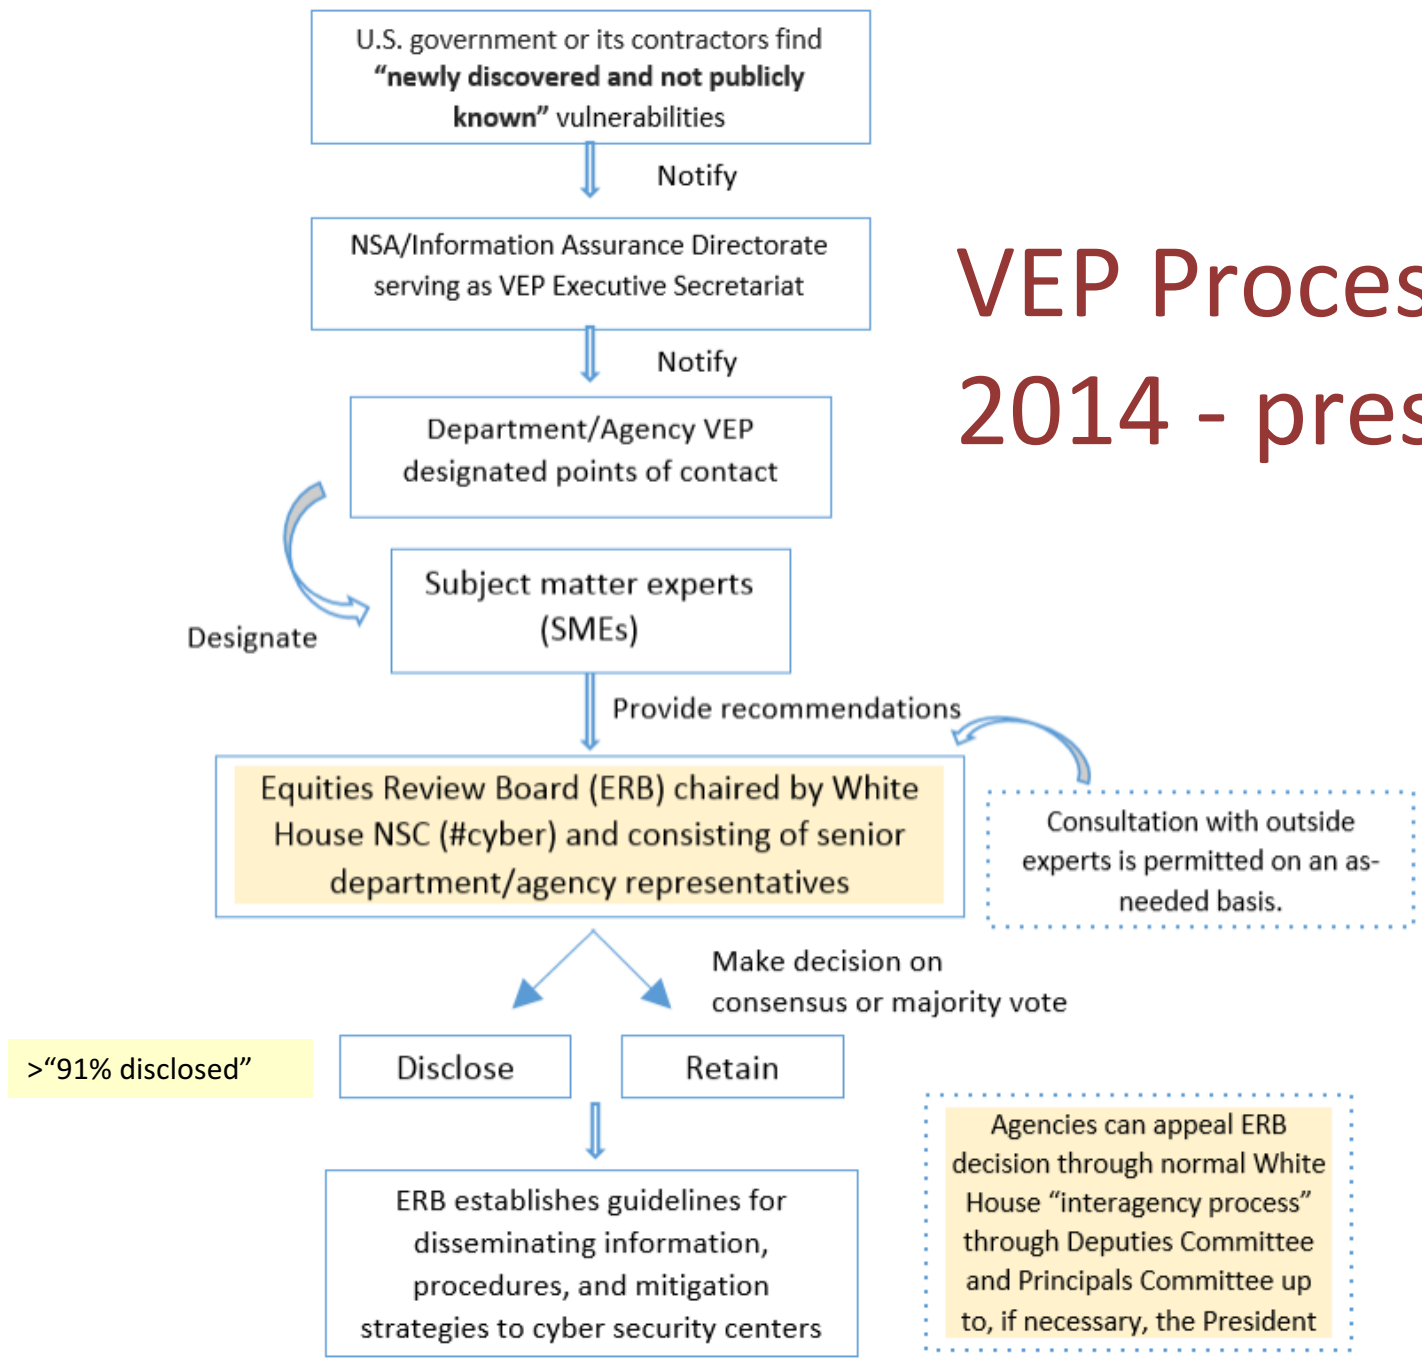 U.S. government or its contractors find
“newly discovered and not publicly
known” vulnerabilities
Notify
NSA/Information Assurance Directorate
serving as VEP Executive Secretariat
VEP Proces
2014 - pres
Notify
Department/Agency VEP
designated points of contact
Subject matter experts
(SMEs)
Designate
Provide recommendations
Equities Review Board (ERB) chaired by White
House NSC (#cyber) and consisting of senior
department/agency representatives
Consultation with outside
experts is permitted on an as-
needed basis.
Make decision on
consensus or majority vote
>“91% disclosed”
Disclose
Retain
ERB establishes guidelines for
disseminating information,
procedures, and mitigation
strategies to cyber security centers
Agencies can appeal ERB
decision through normal White
House “interagency process”
through Deputies Committee
and Principals Committee up
to, if necessary, the President